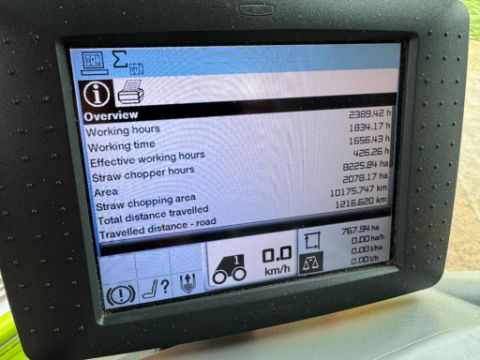 Σ
Overview
Working hours 2389.42 h
Working time 1834.17 h
Effective working hours 1656.43 h
Straw chopper hours 426.26 h
Area 8225.84 ha
Straw chopping area 2078.17 ha
Total distance travelled 10175.747 km
Travelled distance - road 1216.620 km
1
0.0
km/h
767.94 ha
0.00 ha/h
0.00 t/ha
0.00 t/h
?